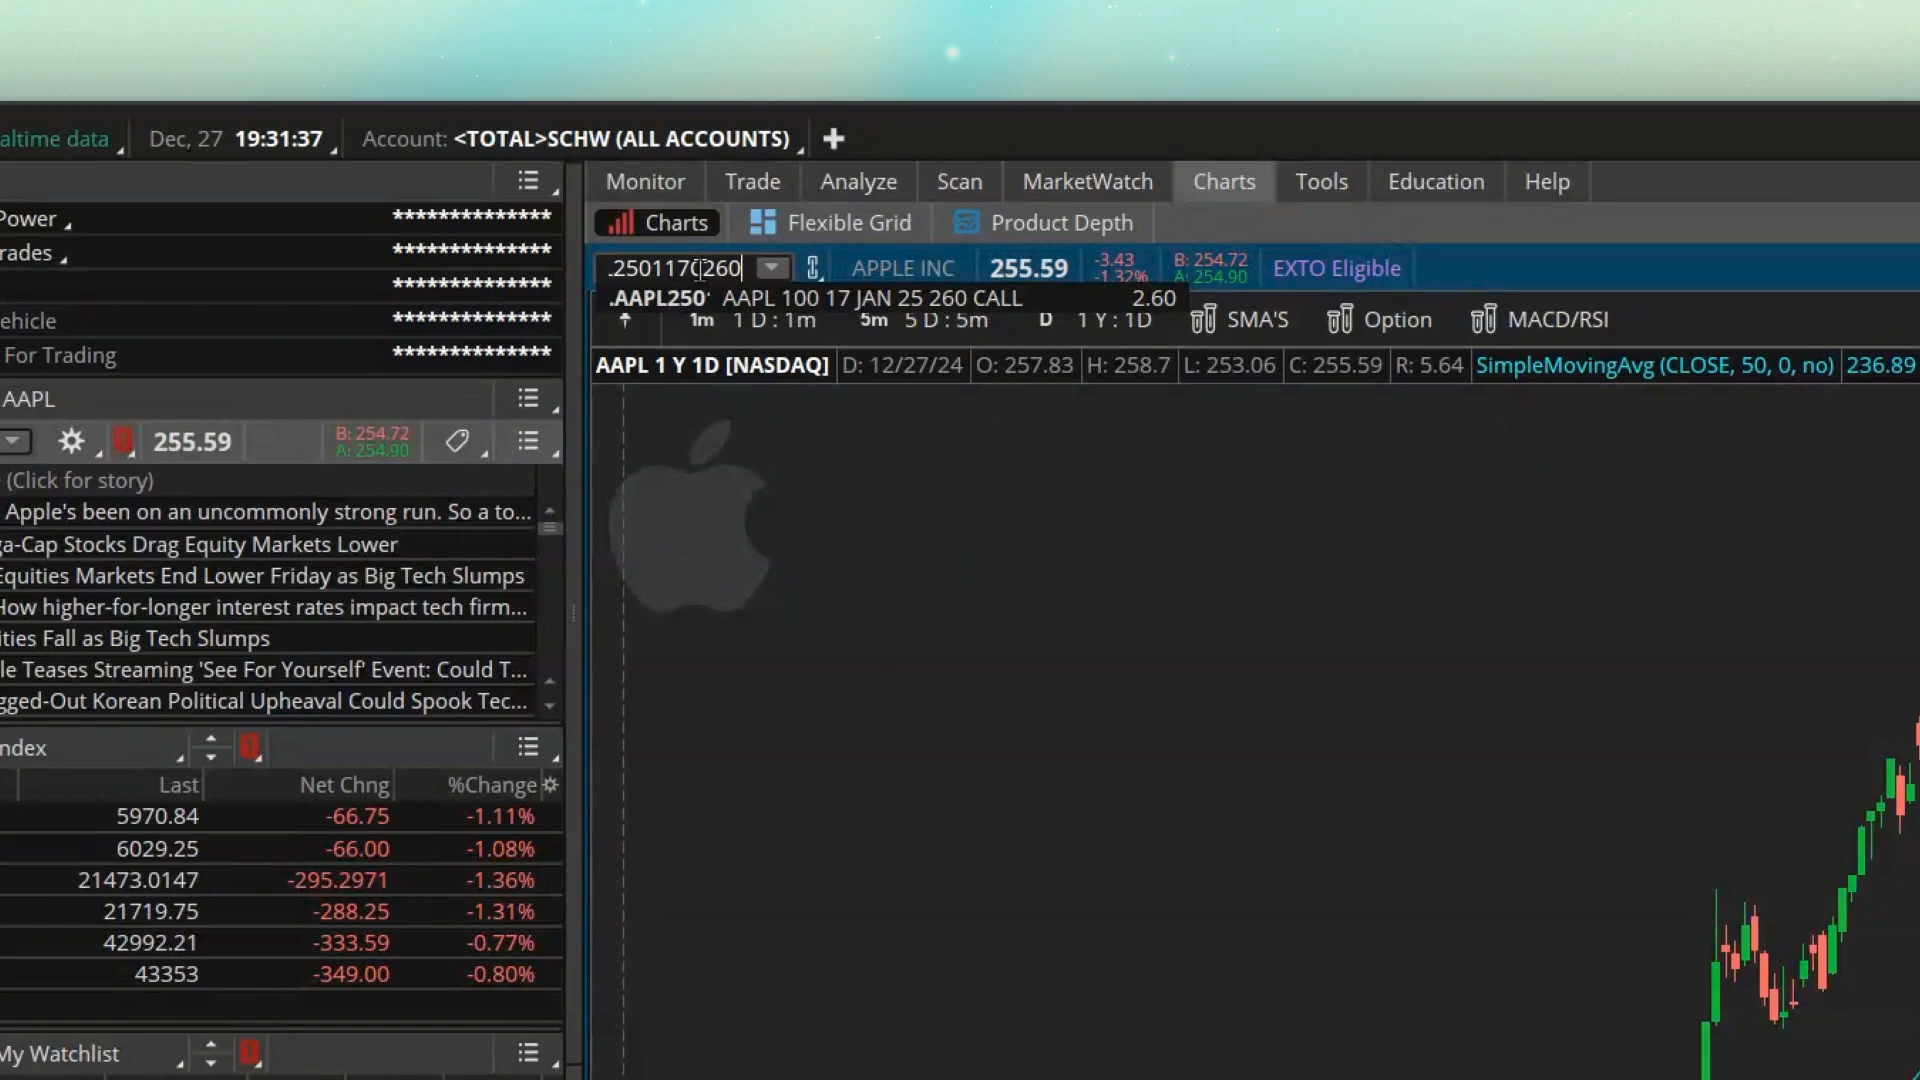 altime data Dec, 27 19:31:37 Account: <TOTAL>SCHW (ALL ACCOUNTS)
Monitor Trade Analyze Scan MarketWatch Charts Tools Education Help
Power **************
Charts Flexible Grid Product Depth
rades **************
.250117C260 APPLE INC 255.59 -3.43 -1.32% B: 254.72 A: 254.90 EXTO Eligible
**************
.AAPL250 AAPL 100 17 JAN 25 260 CALL 2.60
ehicle **************
1m 1 D : 1m 5m 5 D : 5m D 1 Y : 1D SMA'S Option MACD/RSI
For Trading **************
AAPL 1 Y 1D [NASDAQ] D: 12/27/24 O: 257.83 H: 258.7 L: 253.06 C: 255.59 R: 5.64 SimpleMovingAvg (CLOSE, 50, 0, no) 236.89
AAPL
255.59 B: 254.72 A: 254.90
(Click for story)
Apple's been on an uncommonly strong run. So a to...
ga-Cap Stocks Drag Equity Markets Lower
Equities Markets End Lower Friday as Big Tech Slumps
How higher-for-longer interest rates impact tech firm...
ities Fall as Big Tech Slumps
le Teases Streaming 'See For Yourself' Event: Could T...
gged-Out Korean Political Upheaval Could Spook Tec...
ndex
Last Net Chng %Change
5970.84 -66.75 -1.11%
6029.25 -66.00 -1.08%
21473.0147 -295.2971 -1.36%
21719.75 -288.25 -1.31%
42992.21 -333.59 -0.77%
43353 -349.00 -0.80%
My Watchlist